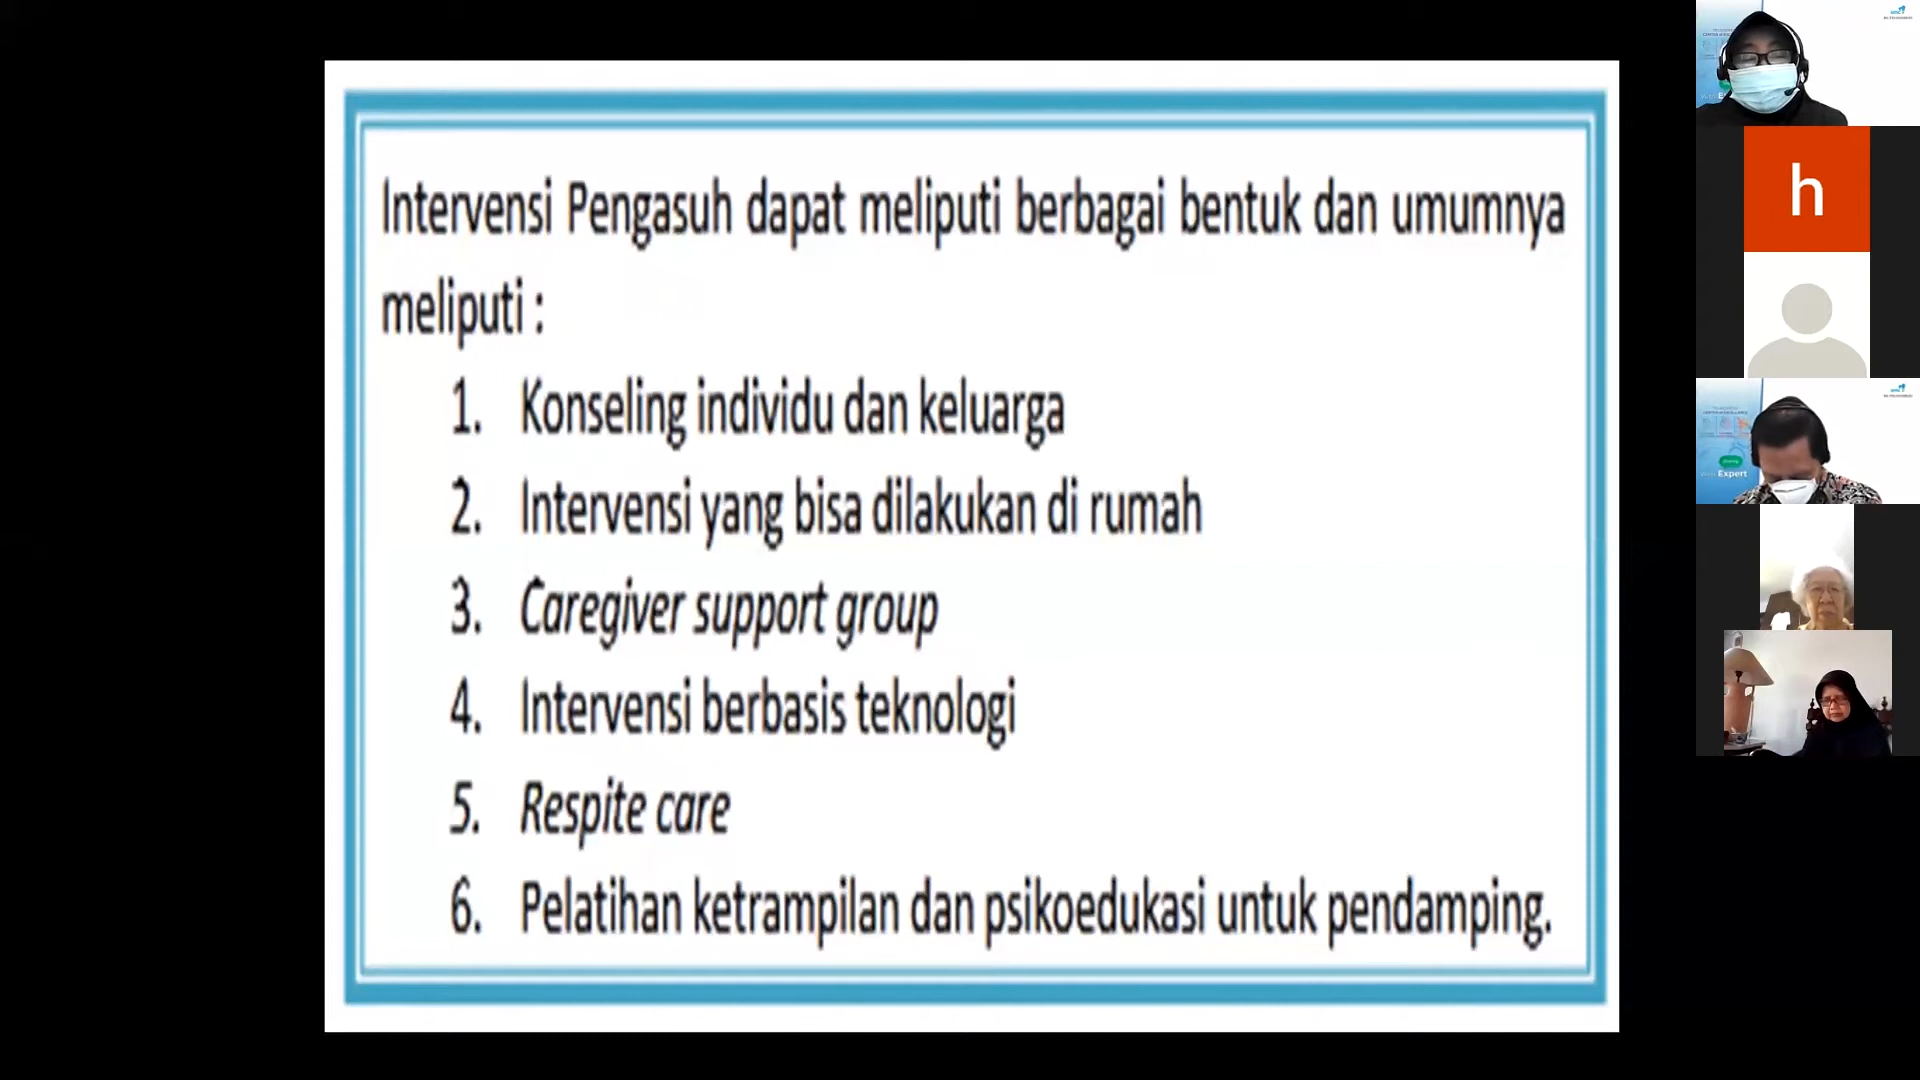 Intervensi Pengasuh dapat meliputi berbagai bentuk dan umumnya
meliputi :
1. Konseling individu dan keluarga
2. Intervensi yang bisa dilakukan di rumah
3. Caregiver support group
4. Intervensi berbasis teknologi
5. Respite care
6. Pelatihan ketrampilan dan psikoedukasi untuk pendamping.
h
Expert